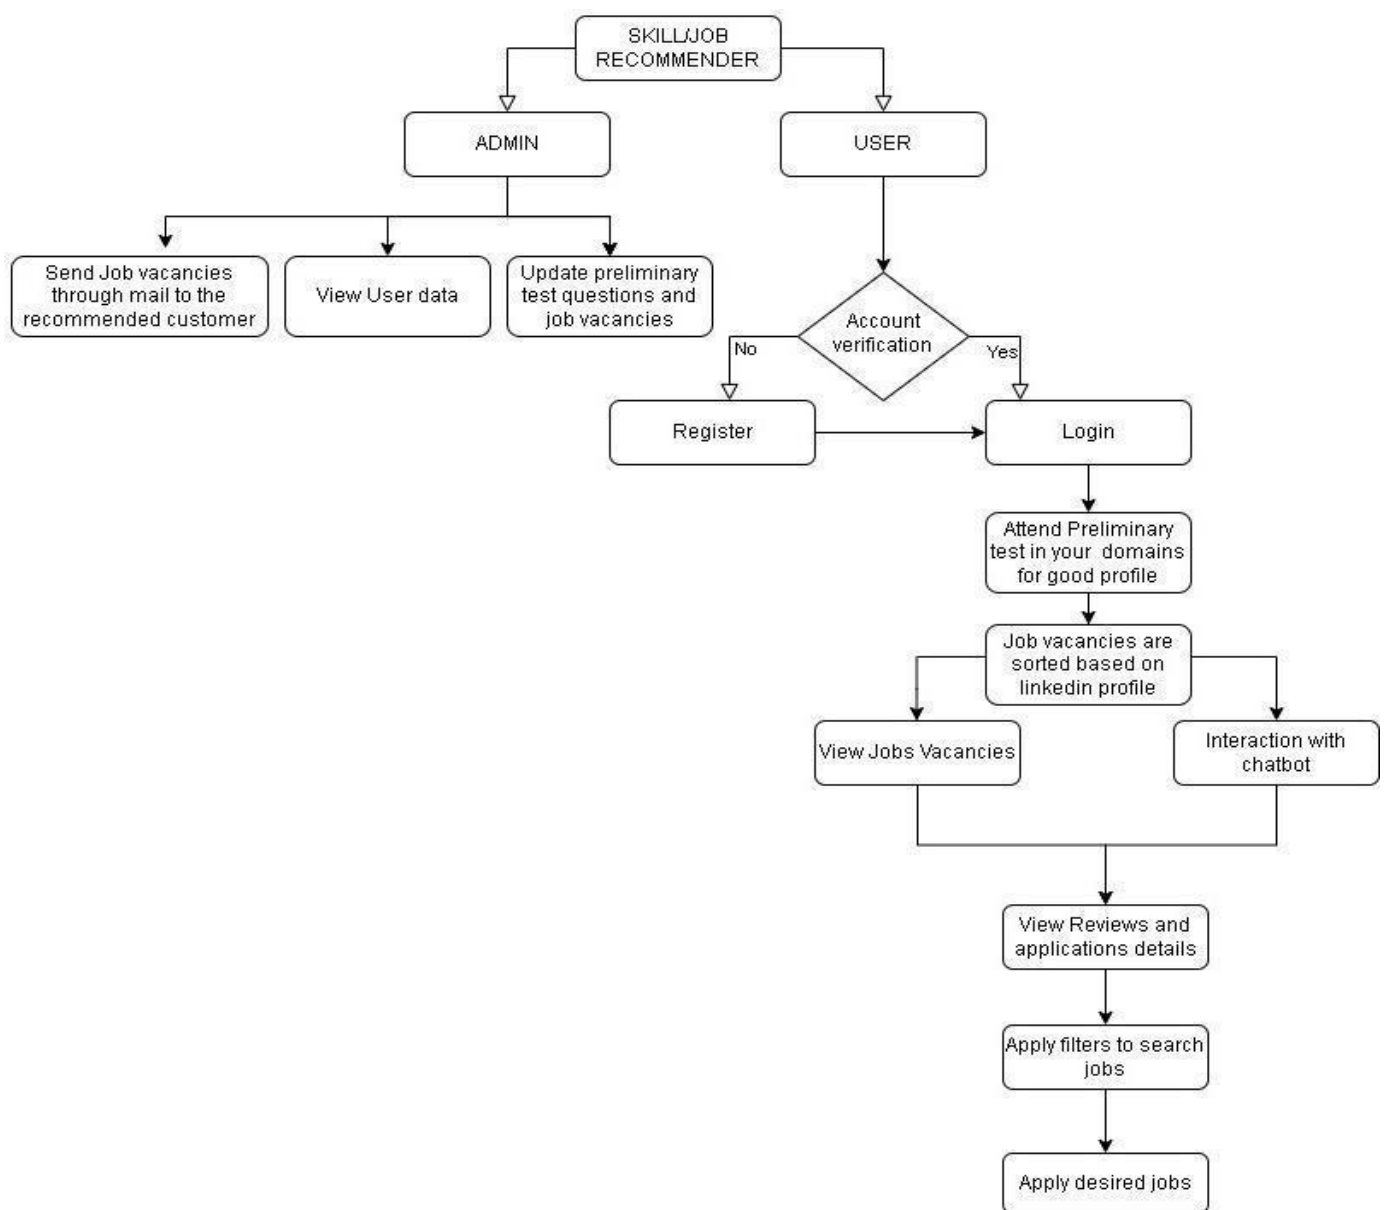 SKILL/JOB
RECOMMENDER
ADMIN
USER
Send Job vacancies
through mail to the
recommended customer
View User data
Update preliminary
test questions and
job vacancies
Account
verification
No
Yes
Register
Login
Attend Preliminary
test in your domains
for good profile
Job vacancies are
sorted based on
linkedin profile
View Jobs Vacancies
Interaction with
chatbot
View Reviews and
applications details
Apply filters to search
jobs
Apply desired jobs